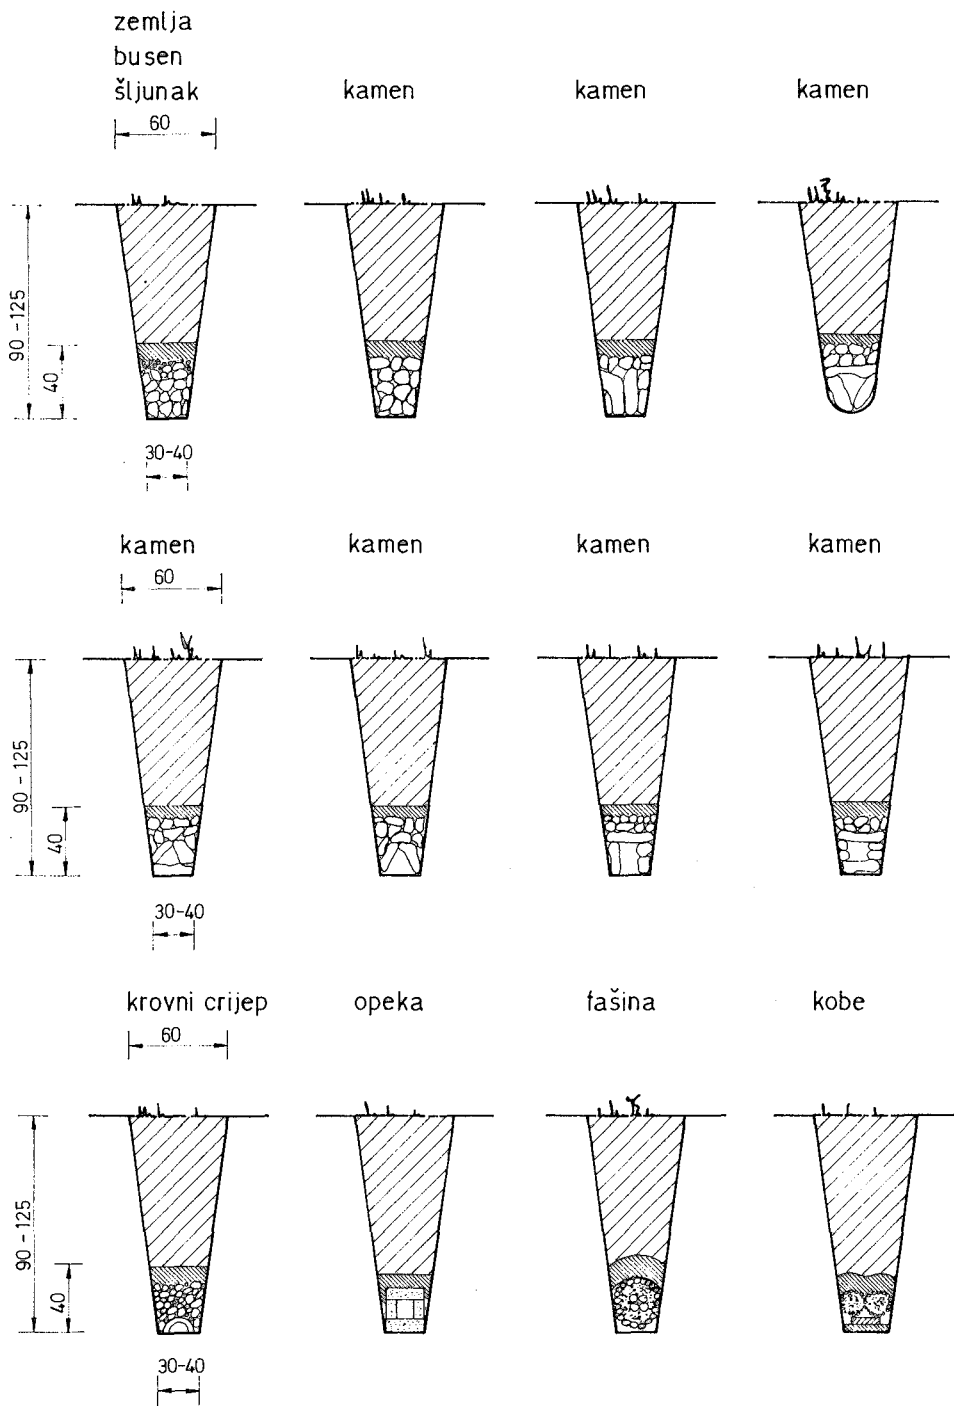 zemlja
busen
šljunak
kamen
kamen
kamen
60
90 - 125
40
30-40
kamen
kamen
kamen
kamen
60
90 - 125
40
30-40
krovni crijep
opeka
fašina
kobe
60
90 - 125
40
30-40